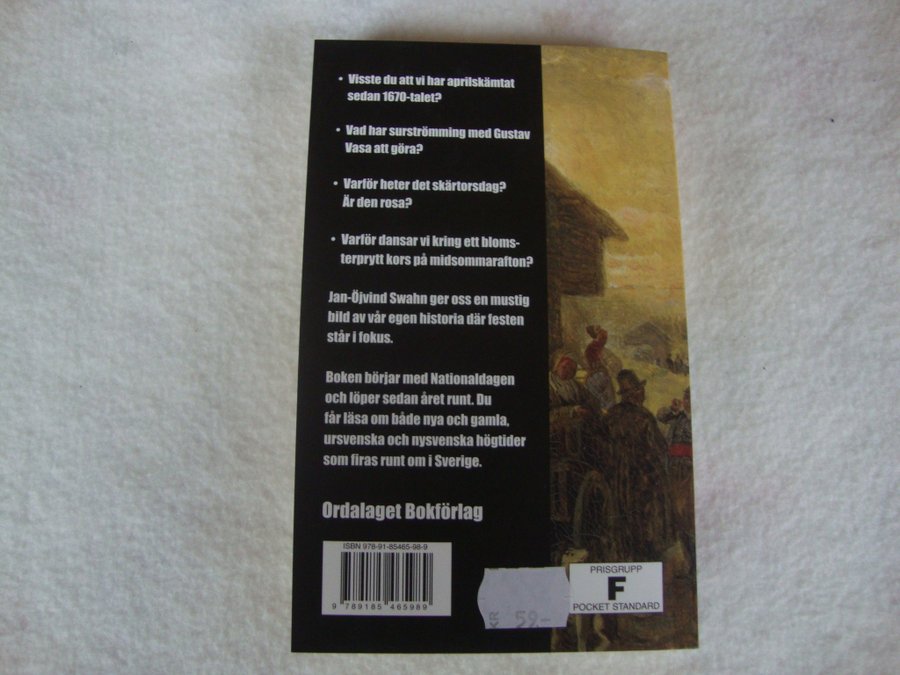 • Visste du att vi har aprilskämtat
sedan 1670-talet?
• Vad har surströmming med Gustav
Vasa att göra?
• Varför heter det skärtorsdag?
Är den rosa?
• Varför dansar vi kring ett bloms-
terprytt kors på midsommarafton?
Jan-Öjvind Swahn ger oss en mustig
bild av vår egen historia där festen
står i fokus.
Boken börjar med Nationaldagen
och löper sedan året runt. Du
får läsa om både nya och gamla,
ursvenska och nysvenska högtider
som firas runt om i Sverige.
Ordalaget Bokförlag
ISBN 978-91-85465-98-9
9 789185 465989
KR 59.-
PRISGRUPP
F
POCKET STANDARD